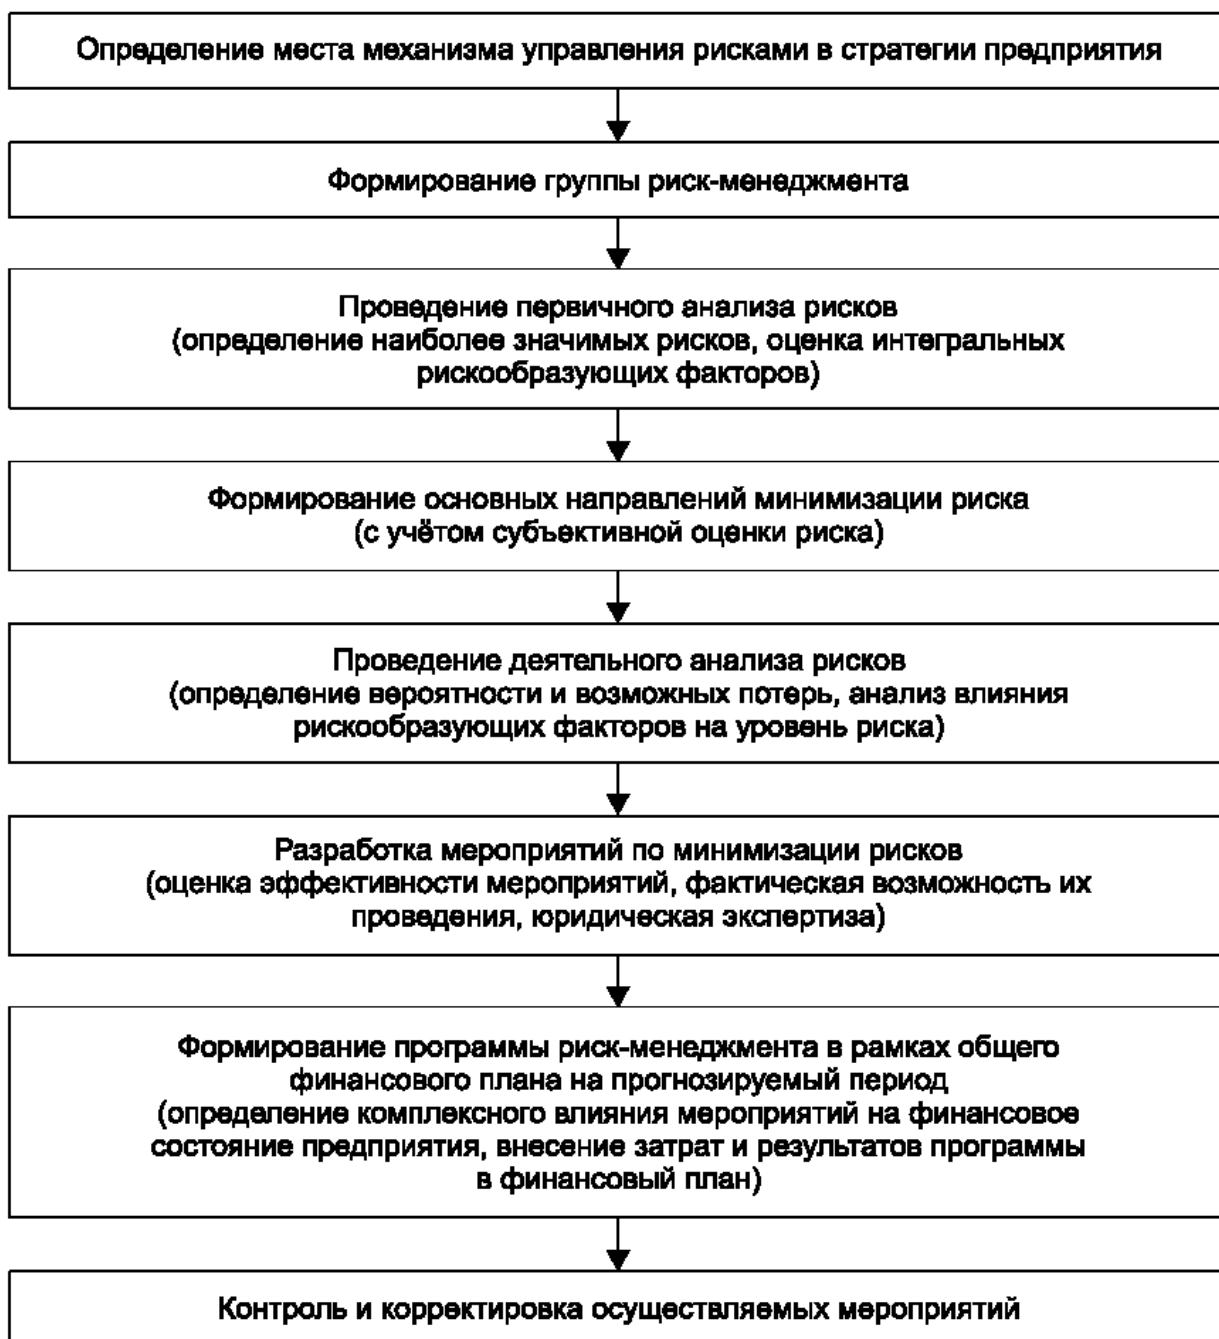 Определение места механизма управления рисками в стратегии предприятия
Формирование группы риск-менеджмента
Проведение первичного анализа рисков
(определение наиболее значимых рисков, оценка интегральных
рискообразующих факторов)
Формирование основных направлений минимизации риска
(с учётом субъективной оценки риска)
Проведение деятельного анализа рисков
(определение вероятности и возможных потерь, анализ влияния
рискообразующих факторов на уровень риска)
Разработка мероприятий по минимизации рисков
(оценка эффективности мероприятий, фактическая возможность их
проведения, юридическая экспертиза)
Формирование программы риск-менеджмента в рамках общего
финансового плана на прогнозируемый период
(определение комплексного влияния мероприятий на финансовое
состояние предприятия, внесение затрат и результатов программы
в финансовый план)
Контроль и корректировка осуществляемых мероприятий